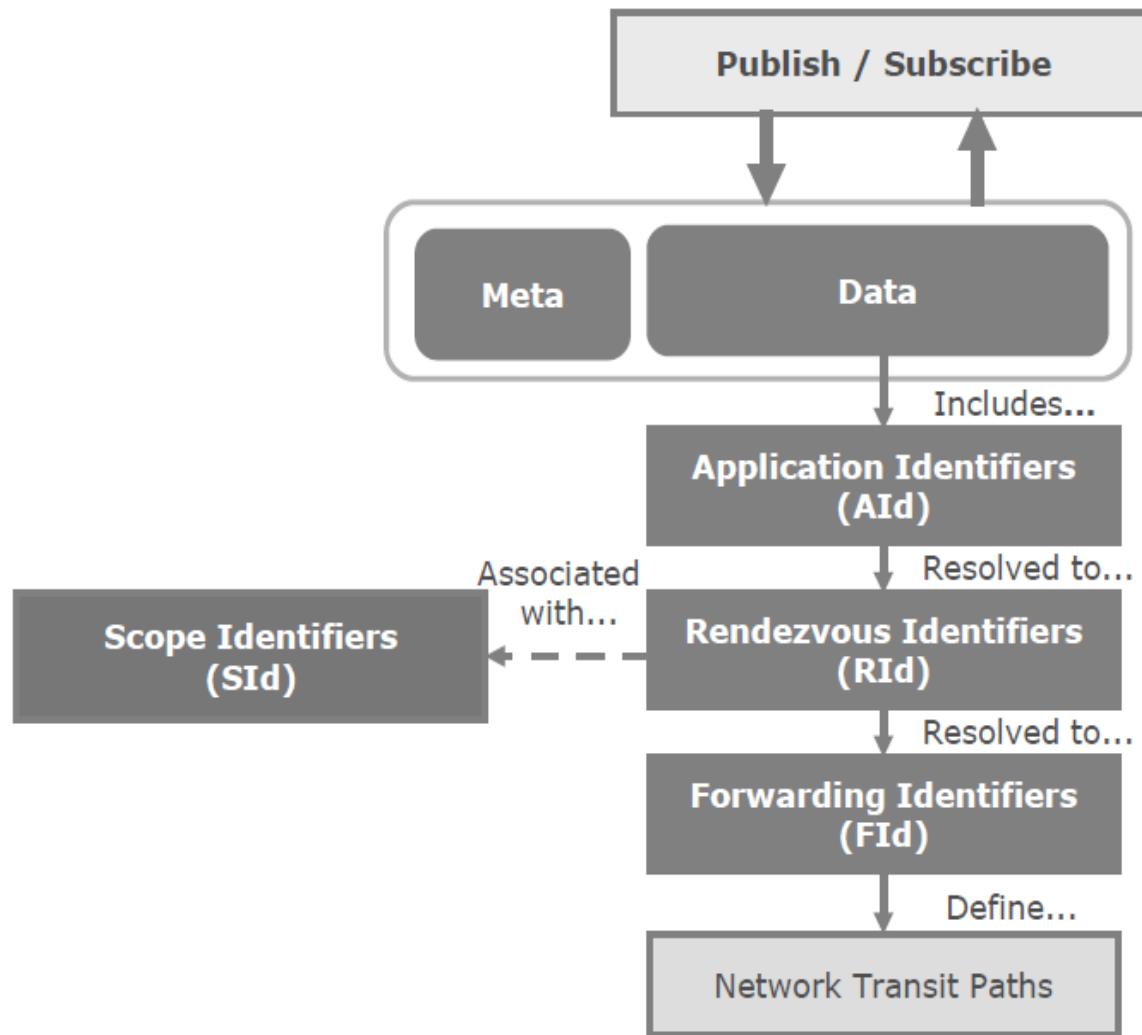 Publish / Subscribe
Meta
Data
Includes...
Application Identifiers
(AId)
Resolved to...
Associated
with...
Scope Identifiers
(SId)
Rendezvous Identifiers
(RId)
Resolved to...
Forwarding Identifiers
(FId)
Define...
Network Transit Paths